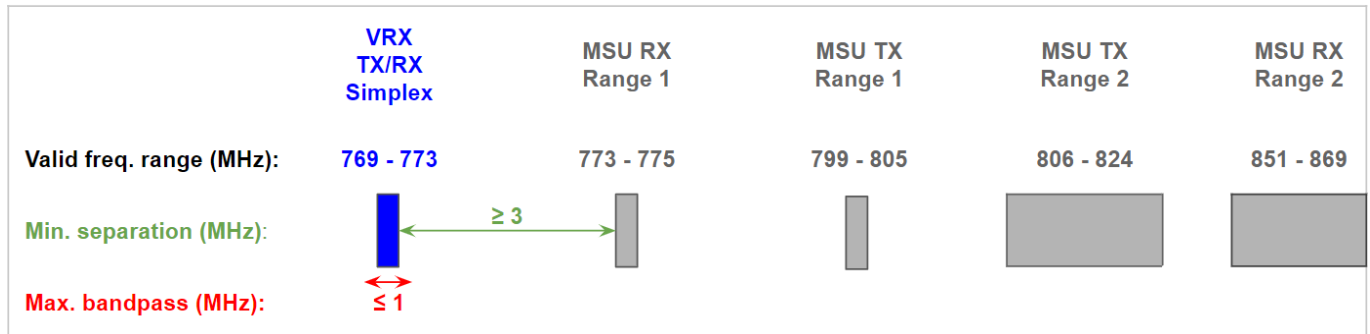 VRX
TX/RX
Simplex
MSU RX
Range 1
MSU TX
Range 1
MSU TX
Range 2
MSU RX
Range 2
Valid freq. range (MHz): 769 - 773 773 - 775 799 - 805 806 - 824 851 - 869
Min. separation (MHz): ≥ 3
Max. bandpass (MHz): ≤ 1